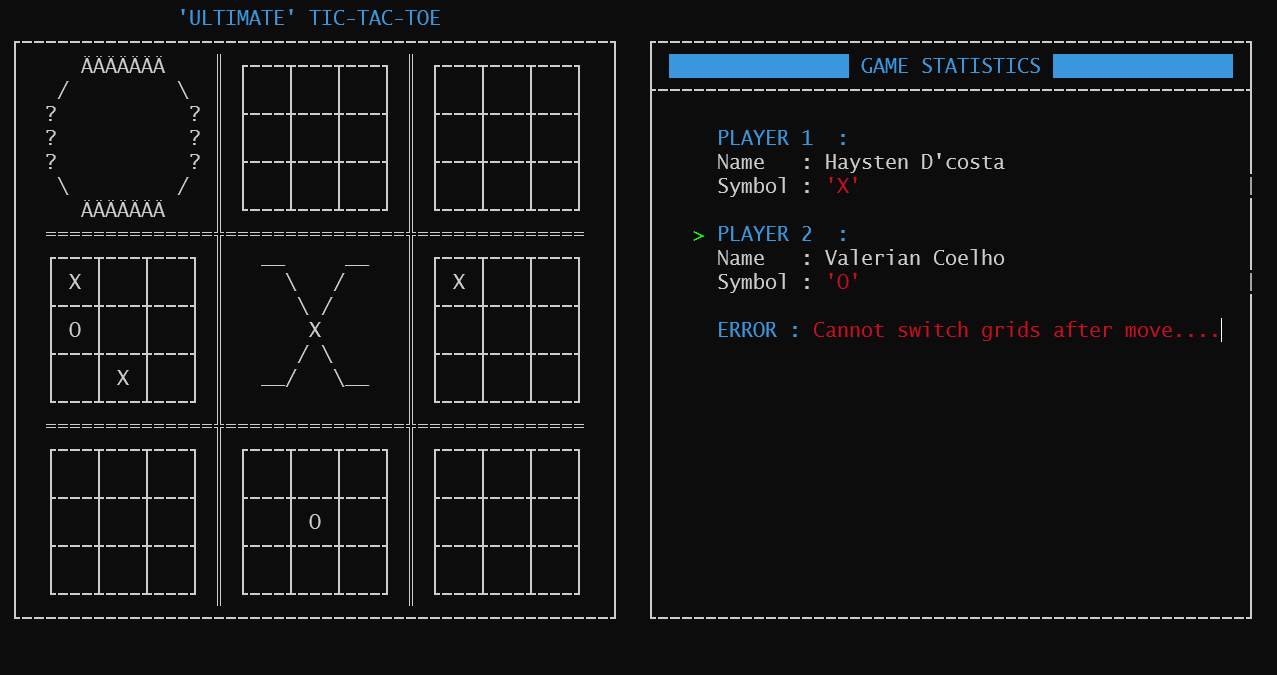 'ULTIMATE' TIC-TAC-TOE
ÄÄÄÄÄÄÄ
/ \
? ?
? ?
? ?
\ /
ÄÄÄÄÄÄÄ
X
O
X
__ __
\ /
\ /
X
/ \
__/ \__
X
O
GAME STATISTICS
PLAYER 1 :
Name : Haysten D'costa
Symbol : 'X'
> PLAYER 2 :
Name : Valerian Coelho
Symbol : 'O'
ERROR : Cannot switch grids after move....